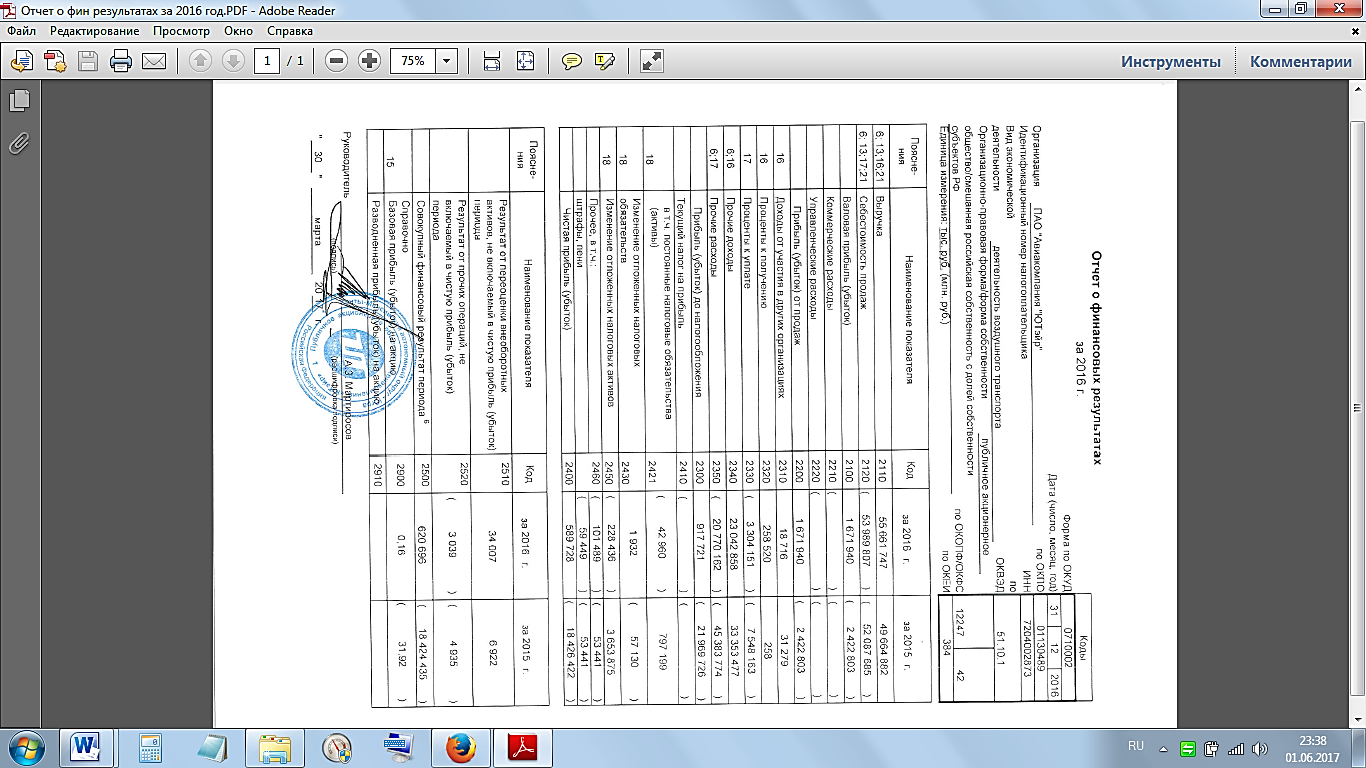 Отчет о фин результатах за 2016 год.PDF - Adobe Reader
Файл Редактирование Просмотр Окно Справка
1 / 1 75% Инструменты Комментарии
Отчет о финансовых результатах
за 2016 г.
Коды
Форма по ОКУД 0710002
Дата (число, месяц, год) 31 12 2016
Организация ПАО "Авиакомпания "ЮТэйр" по ОКПО 01130489
Идентификационный номер налогоплательщика ИНН 7204002873
Вид экономической по
деятельности деятельность воздушного транспорта ОКВЭД 51.10.1
Организационно-правовая форма/форма собственности публичное акционерное
общество/смешанная российская собственность с долей собственности
субъектов РФ по ОКОПФ/ОКФС 12247 42
Единица измерения: тыс. руб. (млн. руб.) по ОКЕИ 384
Поясне-ния Наименование показателя Код за 2016 г. за 2015 г.
6; 13;16;21 Выручка 2110 55 661 747 49 664 882
6; 13;17;21 Себестоимость продаж 2120 ( 53 989 807 ) ( 52 087 685 )
Валовая прибыль (убыток) 2100 1 671 940 ( 2 422 803 )
Коммерческие расходы 2210 ( ) ( )
Управленческие расходы 2220 ( ) ( )
Прибыль (убыток) от продаж 2200 1 671 940 ( 2 422 803 )
16 Доходы от участия в других организациях 2310 18 716 31 279
16 Проценты к получению 2320 258 520 258
17 Проценты к уплате 2330 ( 3 304 151 ) ( 7 548 163 )
6;16 Прочие доходы 2340 23 042 858 33 353 477
6;17 Прочие расходы 2350 ( 20 770 162 ) ( 45 383 774 )
Прибыль (убыток) до налогообложения 2300 917 721 ( 21 969 726 )
Текущий налог на прибыль 2410 ( ) ( )
18 в т.ч. постоянные налоговые обязательства
(активы) 2421 ( 42 960 ) 797 199
18 Изменение отложенных налоговых
обязательств 2430 1 932 ( 57 130 )
18 Изменение отложенных налоговых активов 2450 ( 228 436 ) 3 653 875
Прочее, в т.ч.: 2460 ( 101 489 ) ( 53 441 )
штрафы, пени ( 59 449 ) ( 53 441 )
Чистая прибыль (убыток) 2400 589 728 ( 18 426 422 )
Поясне-ния Наименование показателя Код за 2016 г. за 2015 г.
Результат от переоценки внеоборотных
активов, не включаемый в чистую прибыль (убыток)
периода 2510 34 007 6 922
Результат от прочих операций, не
включаемый в чистую прибыль (убыток)
периода 2520 ( 3 039 ) ( 4 935 )
Совокупный финансовый результат периода 6 2500 620 696 ( 18 424 435 )
Справочно
15 Базовая прибыль (убыток) на акцию 2900 0,16 ( 31,92 )
Разводненная прибыль (убыток) на акцию 2910
Руководитель А.З. Мартиросов
(подпись) (расшифровка подписи)
" 30 " марта
RU 23:38
01.06.2017